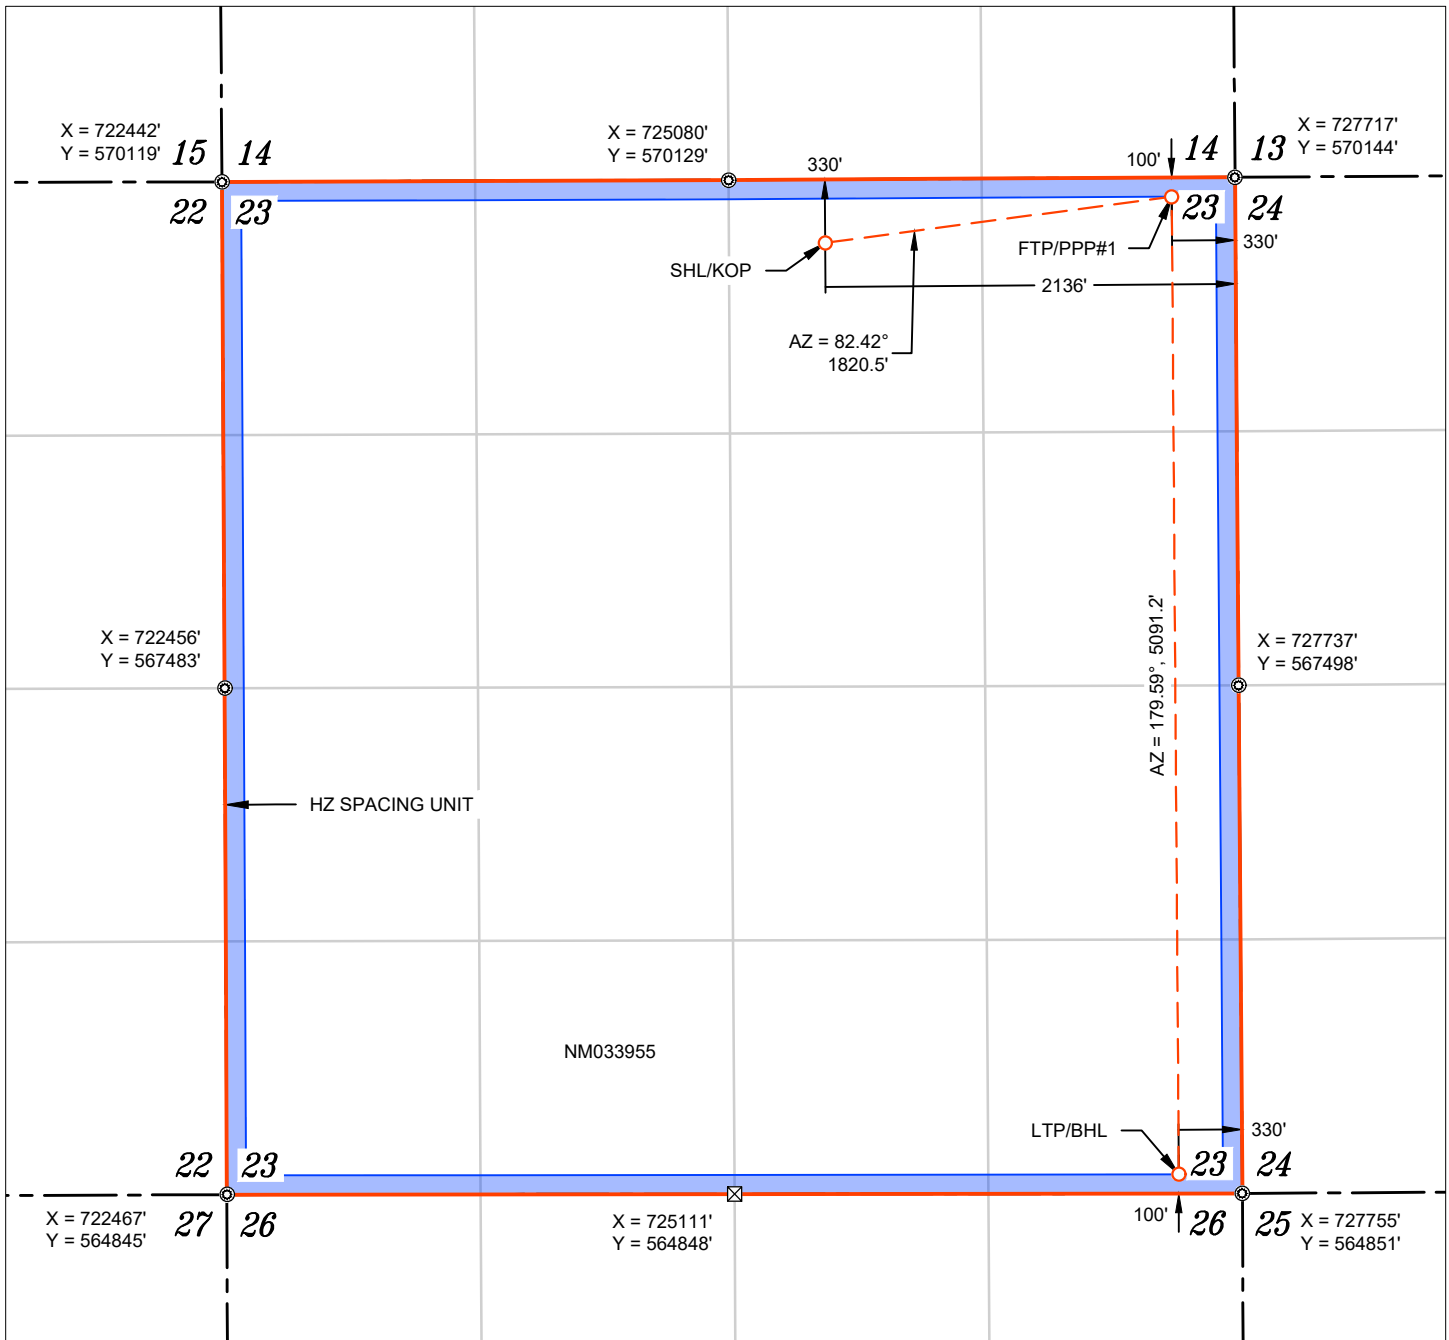 X = 722442'
Y = 570119'
15 14
X = 725080'
Y = 570129'
330'
100'
14 13
X = 727717'
Y = 570144'
22 23
23 24
SHL/KOP
FTP/PPP#1
330'
2136'
AZ = 82.42°
1820.5'
AZ = 179.59°, 5091.2'
X = 722456'
Y = 567483'
X = 727737'
Y = 567498'
HZ SPACING UNIT
NM033955
LTP/BHL
330'
22 23
23 24
X = 722467'
Y = 564845'
27 26
X = 725111'
Y = 564848'
100'
26 25
X = 727755'
Y = 564851'